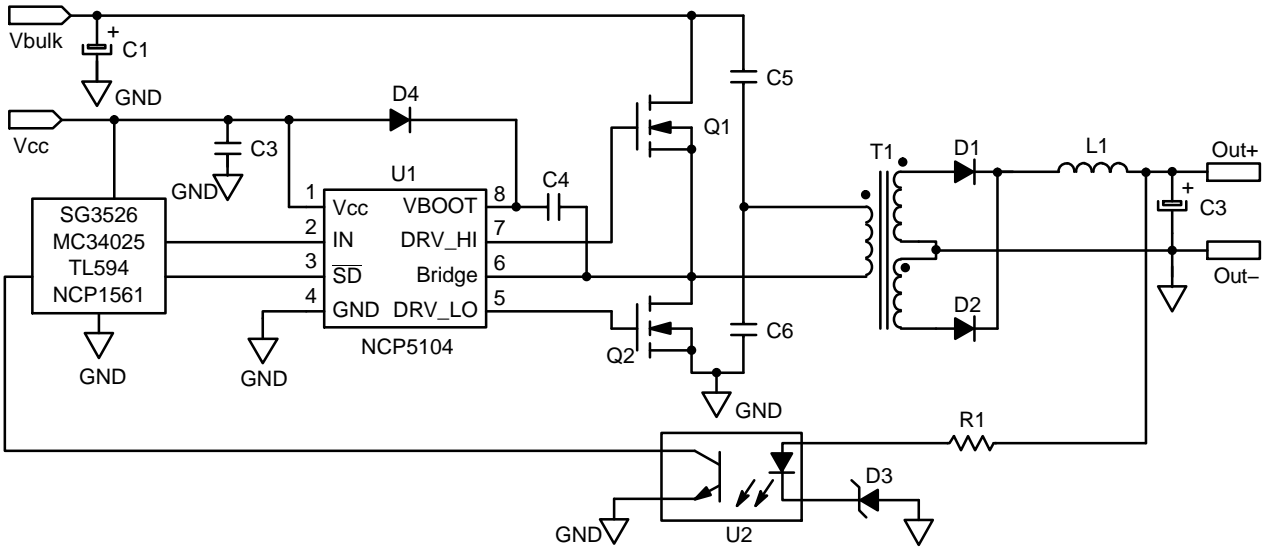 Vbulk
+
C1
GND
Vcc
C3
GND
D4
C4
Q1
C5
T1
D1
L1
Out+
+
C3
Out−
SG3526
MC34025
TL594
NCP1561
GND
U1
1
Vcc
VBOOT
8
2
IN
DRV_HI
7
3
SD
Bridge
6
4
GND
DRV_LO
5
NCP5104
GND
Q2
C6
GND
D2
R1
D3
GND
U2